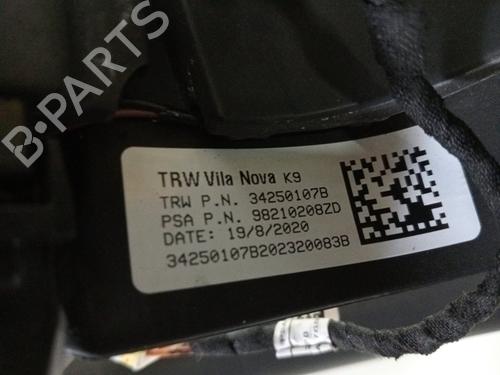 B-PARTS
TRW Vila Nova K9
TRW P.N. 34250107B
PSA P.N. 98210208ZD
DATE: 19/8/2020
34250107B202320083B